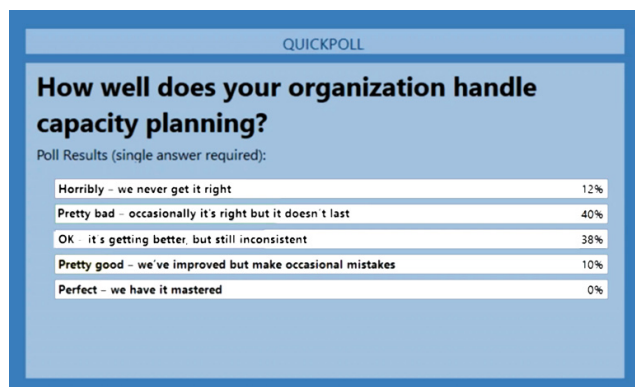 QUICKPOLL
How well does your organization handle
capacity planning?
Poll Results (single answer required):
Horribly – we never get it right 12%
Pretty bad – occasionally it's right but it doesn't last 40%
OK - it's getting better, but still inconsistent 38%
Pretty good – we've improved but make occasional mistakes 10%
Perfect – we have it mastered 0%